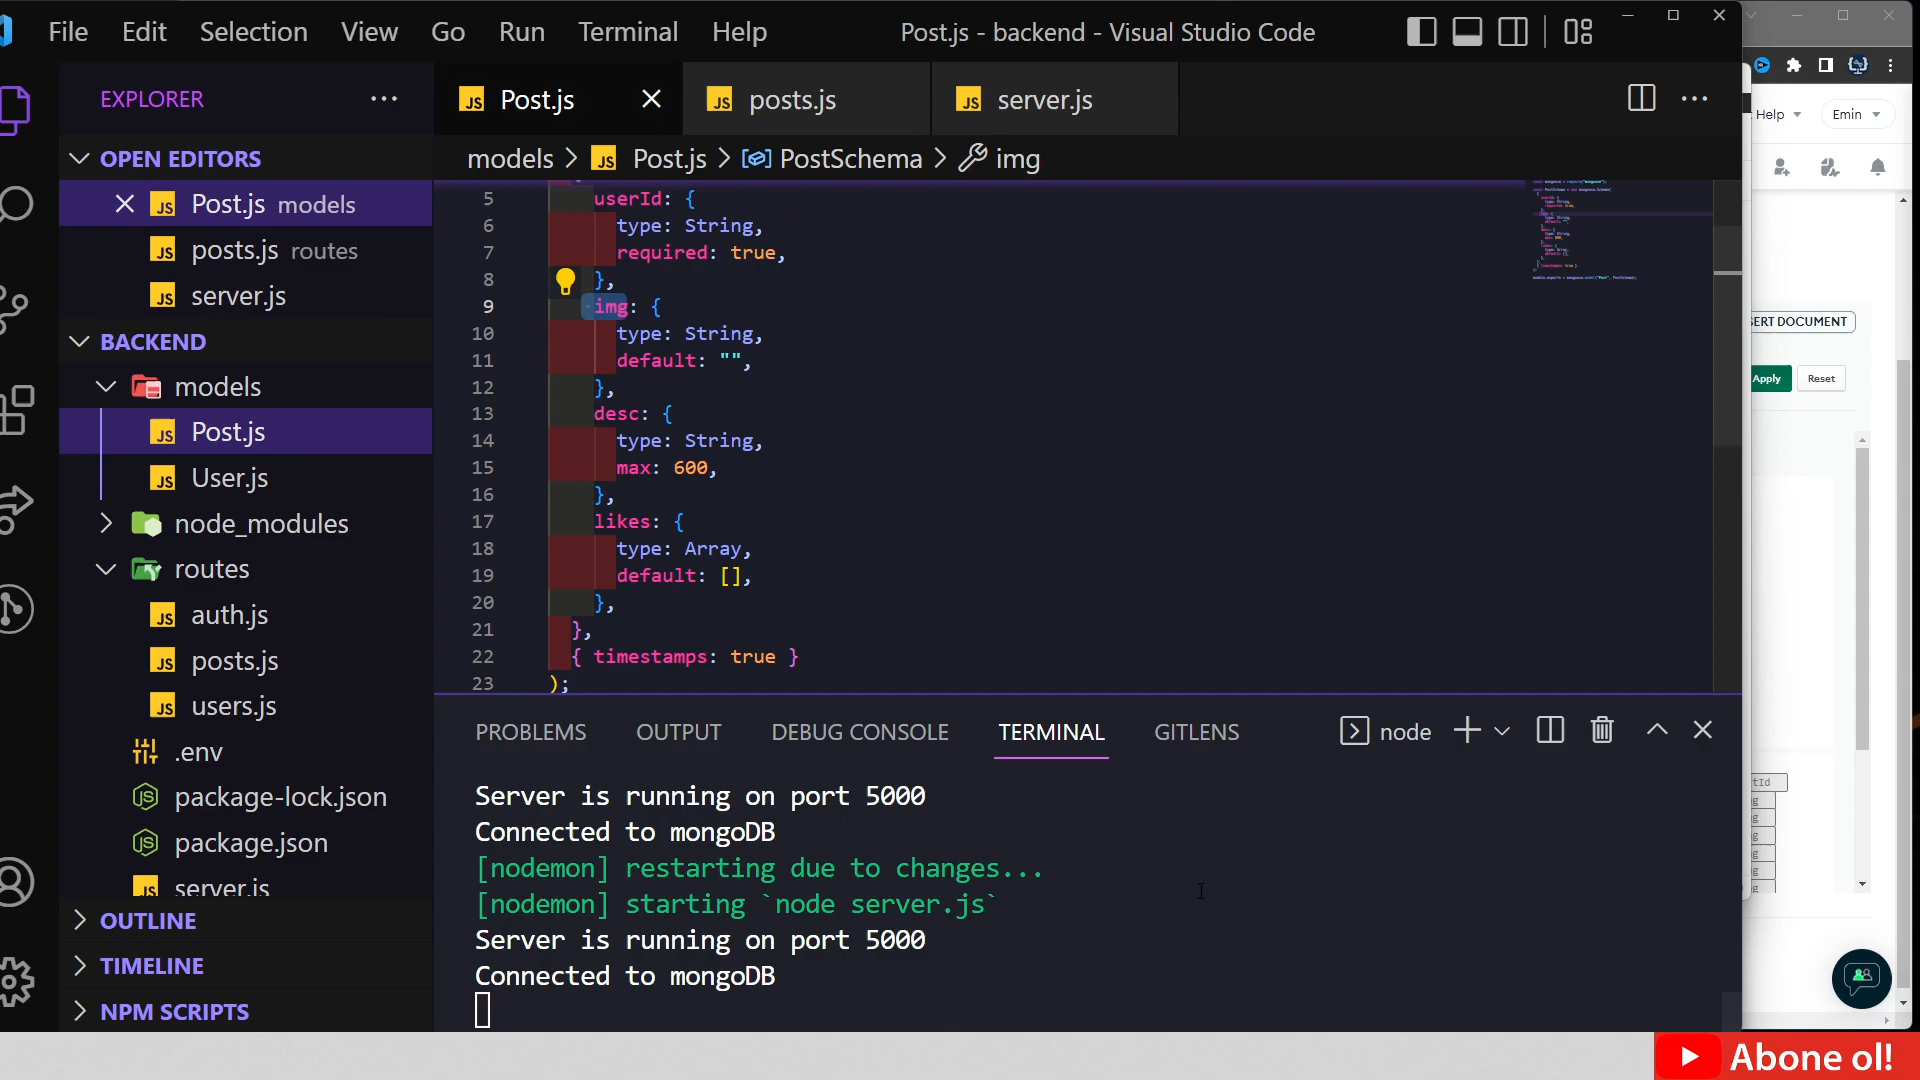 File Edit Selection View Go Run Terminal Help
Post.js - backend - Visual Studio Code
EXPLORER
OPEN EDITORS
Post.js models
posts.js routes
server.js
BACKEND
models
Post.js
User.js
node_modules
routes
auth.js
posts.js
users.js
.env
package-lock.json
package.json
server.js
OUTLINE
TIMELINE
NPM SCRIPTS
Post.js posts.js server.js
models > Post.js > PostSchema > img
5 userId: {
6 type: String,
7 required: true,
8 },
9 img: {
10 type: String,
11 default: "",
12 },
13 desc: {
14 type: String,
15 max: 600,
16 },
17 likes: {
18 type: Array,
19 default: [],
20 },
21 },
22 { timestamps: true }
23 );
PROBLEMS OUTPUT DEBUG CONSOLE TERMINAL GITLENS
node
Server is running on port 5000
Connected to mongoDB
[nodemon] restarting due to changes...
[nodemon] starting `node server.js`
Server is running on port 5000
Connected to mongoDB
Help Emin
DOCUMENT
Apply Reset
Abone ol!